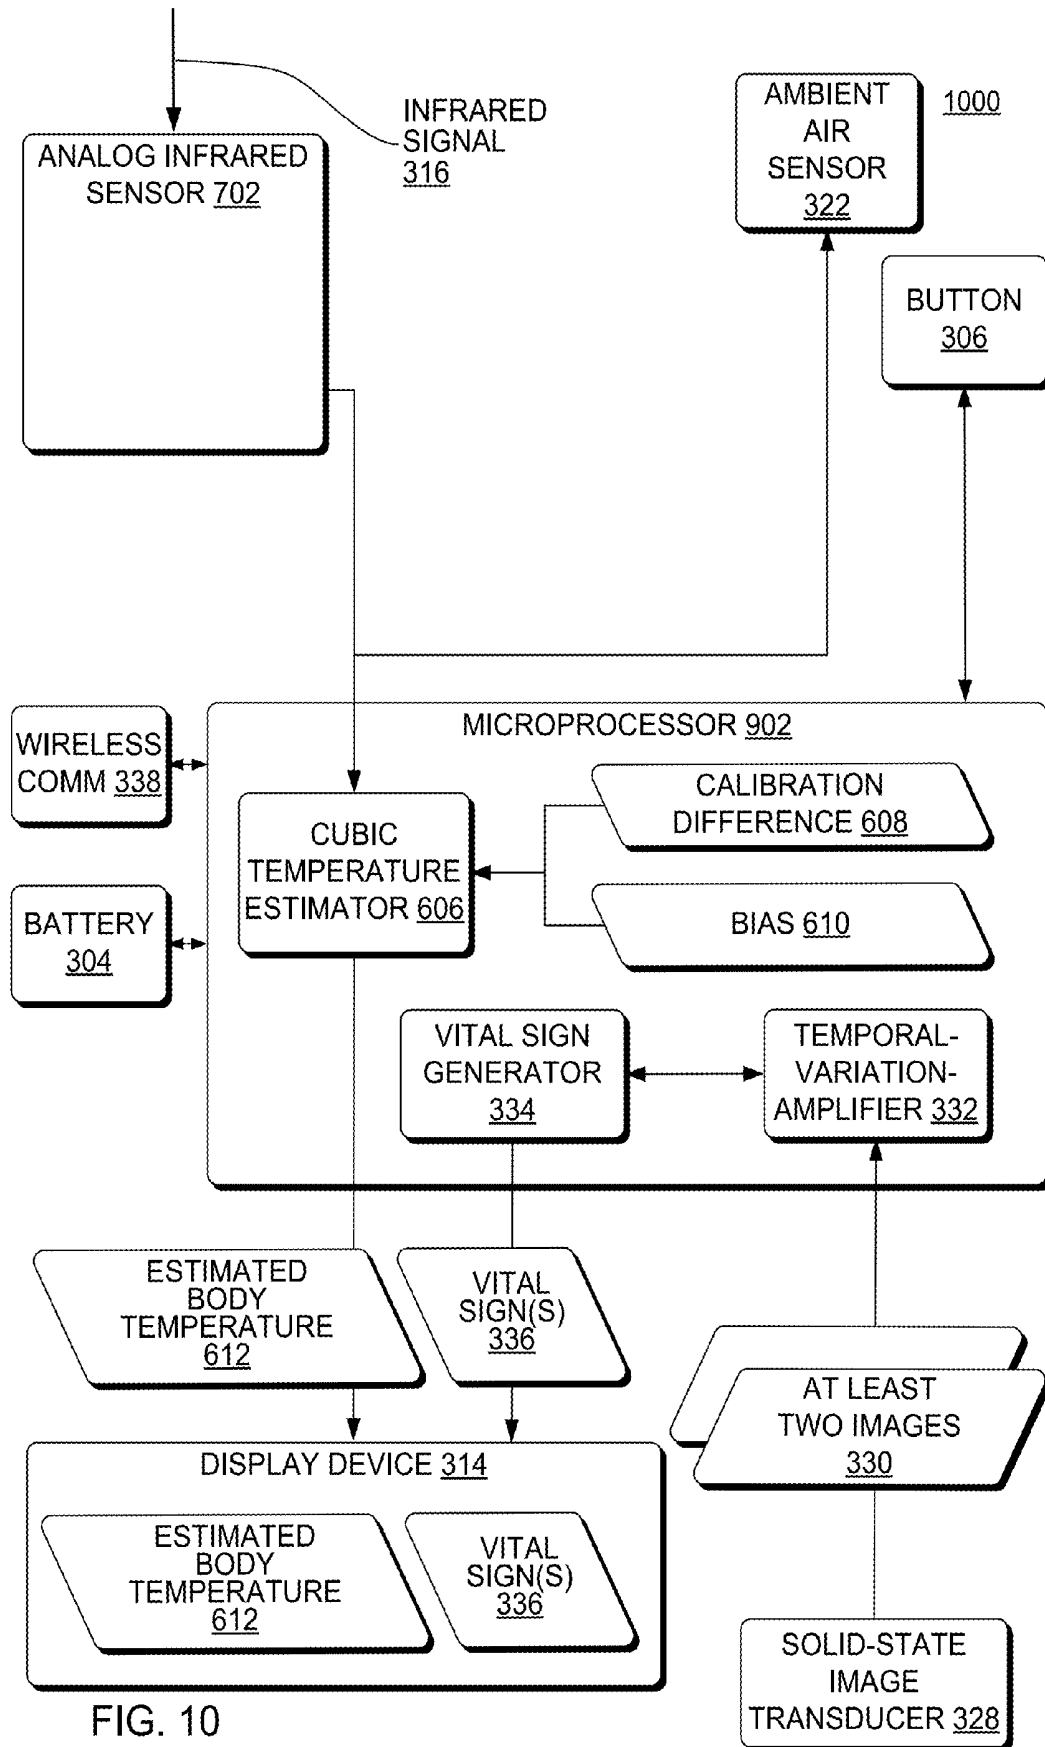 INFRARED
SIGNAL
316
ANALOG INFRARED
SENSOR 702
AMBIENT
AIR
SENSOR
322
1000
BUTTON
306
MICROPROCESSOR 902
WIRELESS
COMM 338
CALIBRATION
DIFFERENCE 608
CUBIC
TEMPERATURE
ESTIMATOR 606
BIAS 610
BATTERY
304
VITAL SIGN
GENERATOR
334
TEMPORAL-
VARIATION-
AMPLIFIER 332
ESTIMATED
BODY
TEMPERATURE
612
VITAL
SIGN(S)
336
AT LEAST
TWO IMAGES
330
DISPLAY DEVICE 314
ESTIMATED
BODY
TEMPERATURE
612
VITAL
SIGN(S)
336
SOLID-STATE
IMAGE
TRANSDUCER 328
FIG. 10